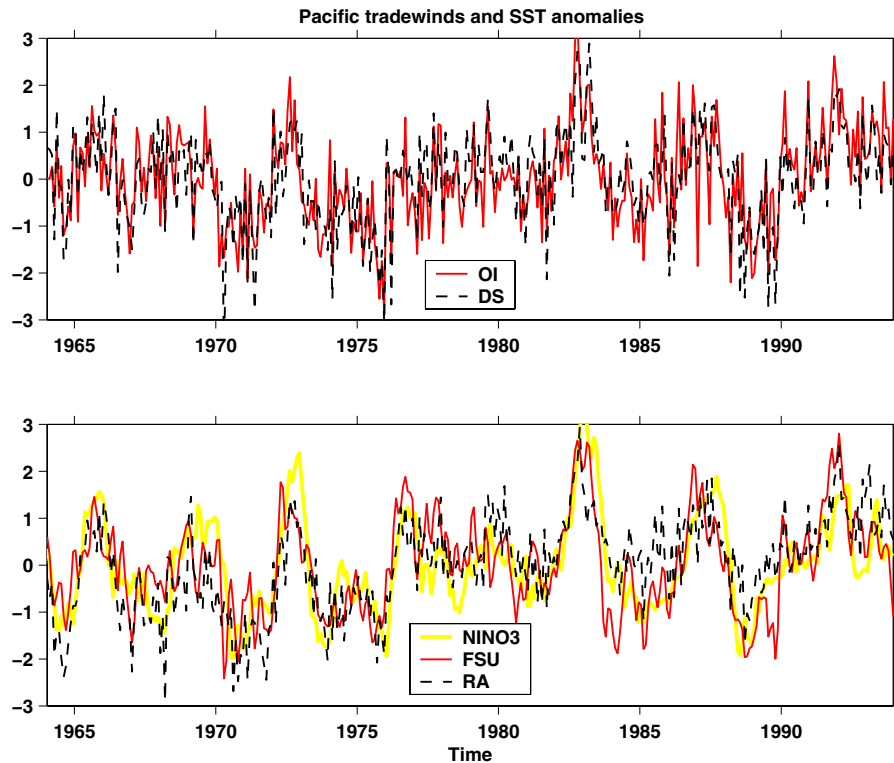 Pacific tradewinds and SST anomalies
3
2
1
0
−1
−2
−3
OI
DS
1965 1970 1975 1980 1985 1990
3
2
1
0
−1
−2
−3
NINO3
FSU
RA
1965 1970 1975 1980 1985 1990
Time